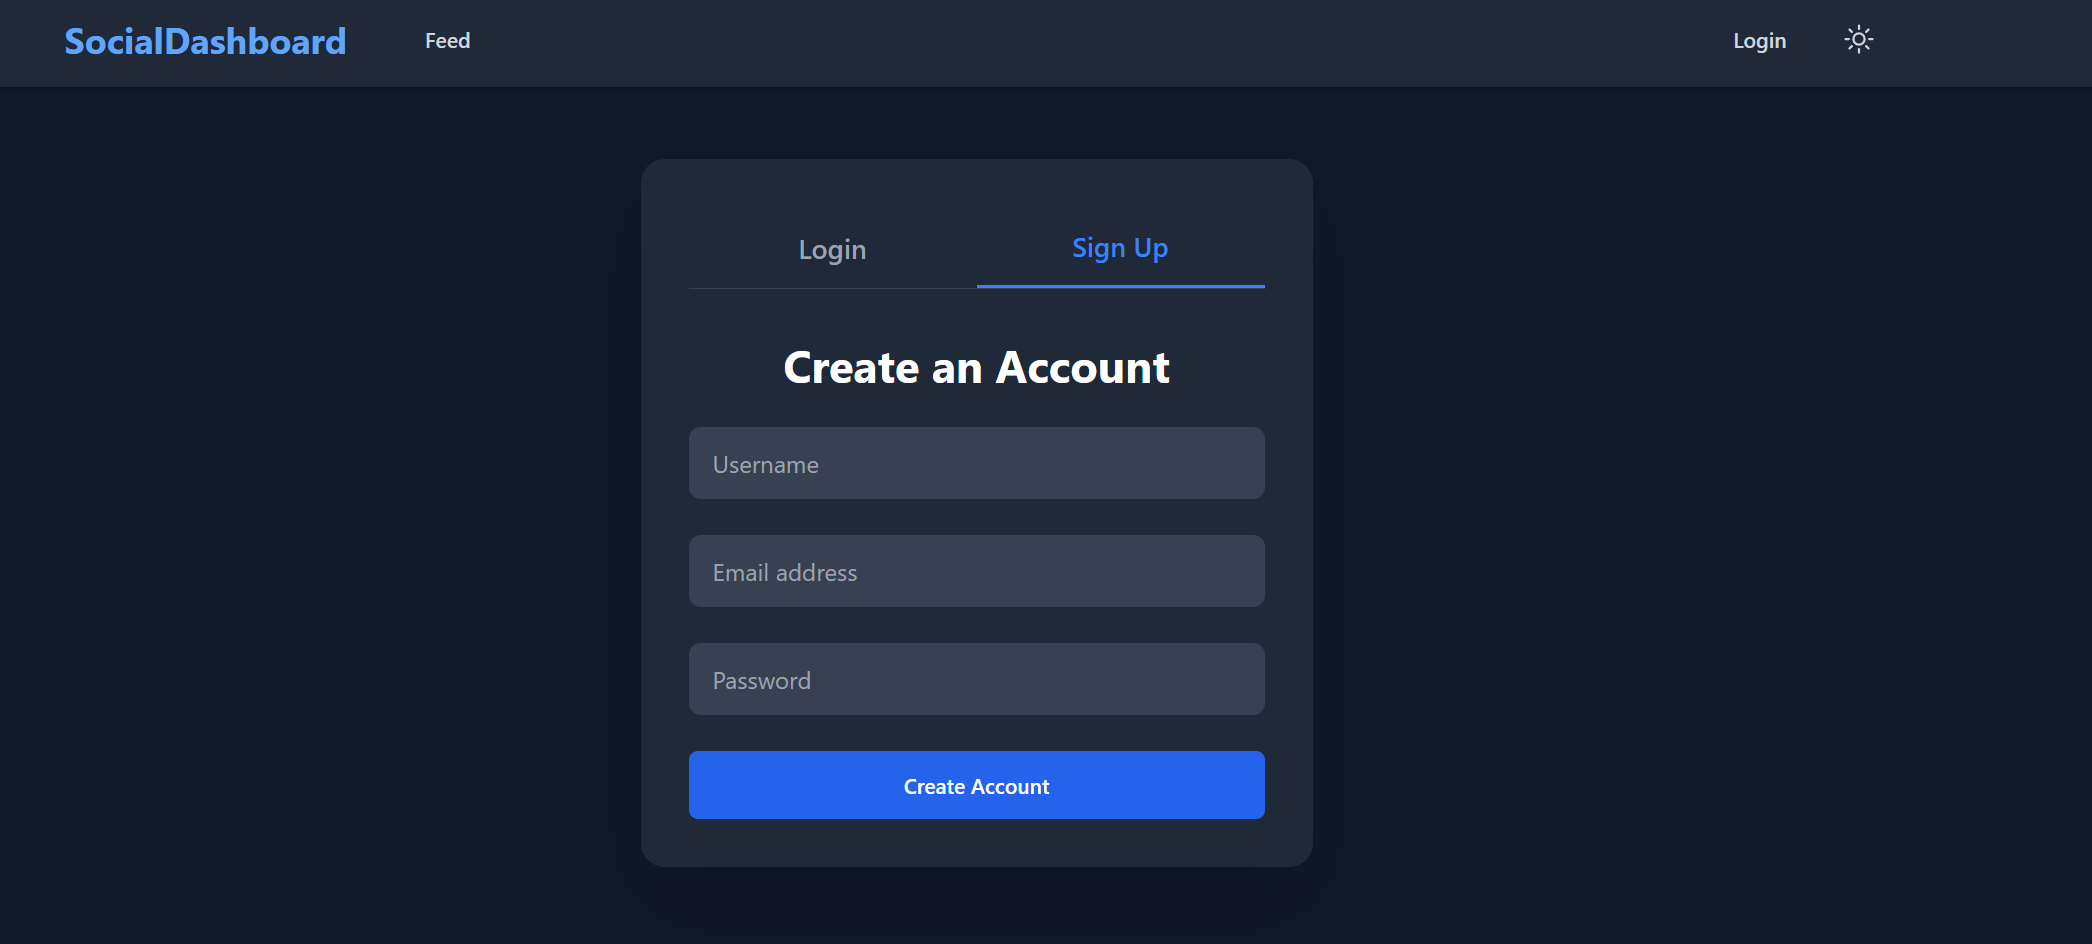 SocialDashboard Feed Login
Login Sign Up
Create an Account
Username
Email address
Password
Create Account